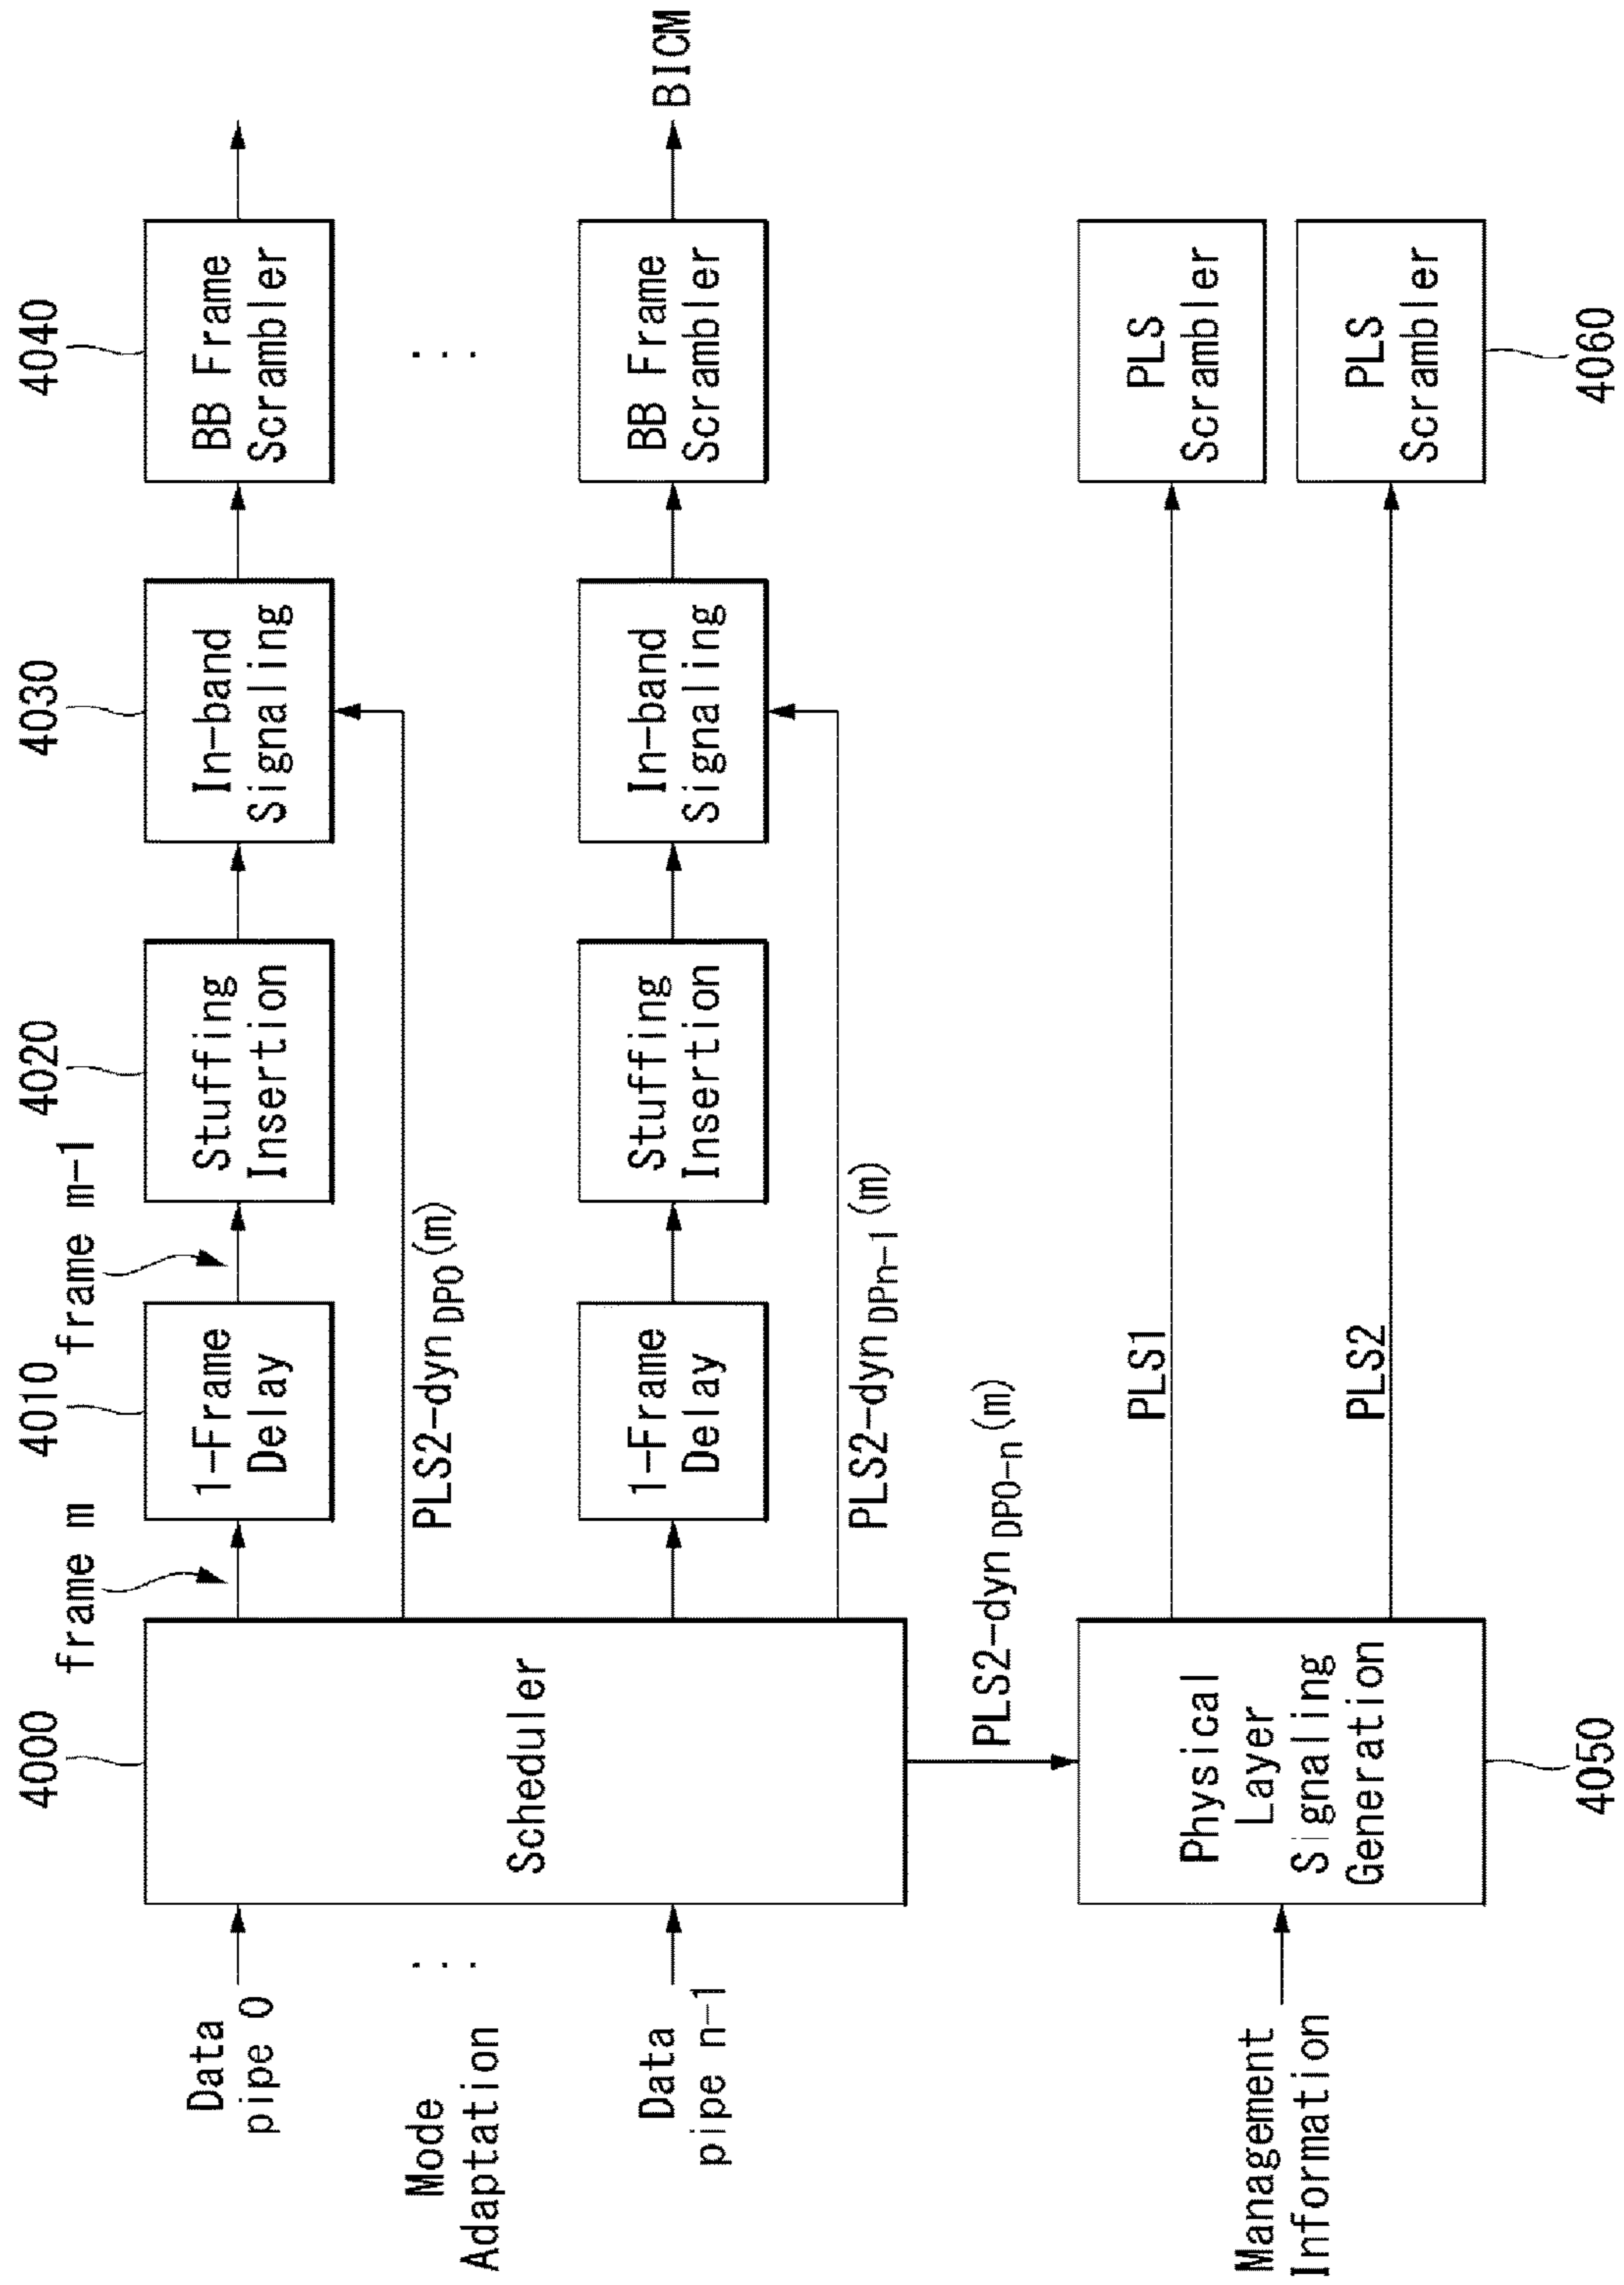 4000
4010
4020
4030
4040
frame m
frame m-1
Data
pipe 0
Scheduler
1-Frame
Delay
Stuffing
Insertion
In-band
Signaling
BB Frame
Scrambler
PLS2-dyn DP0 (m)
Mode
Adaptation
...
...
Data
pipe n-1
1-Frame
Delay
Stuffing
Insertion
In-band
Signaling
BB Frame
Scrambler
BICM
PLS2-dyn DPn-1 (m)
PLS2-dyn DP0-n (m)
Management
Information
Physical
Layer
Signaling
Generation
PLS1
PLS
Scrambler
PLS2
PLS
Scrambler
4050
4060